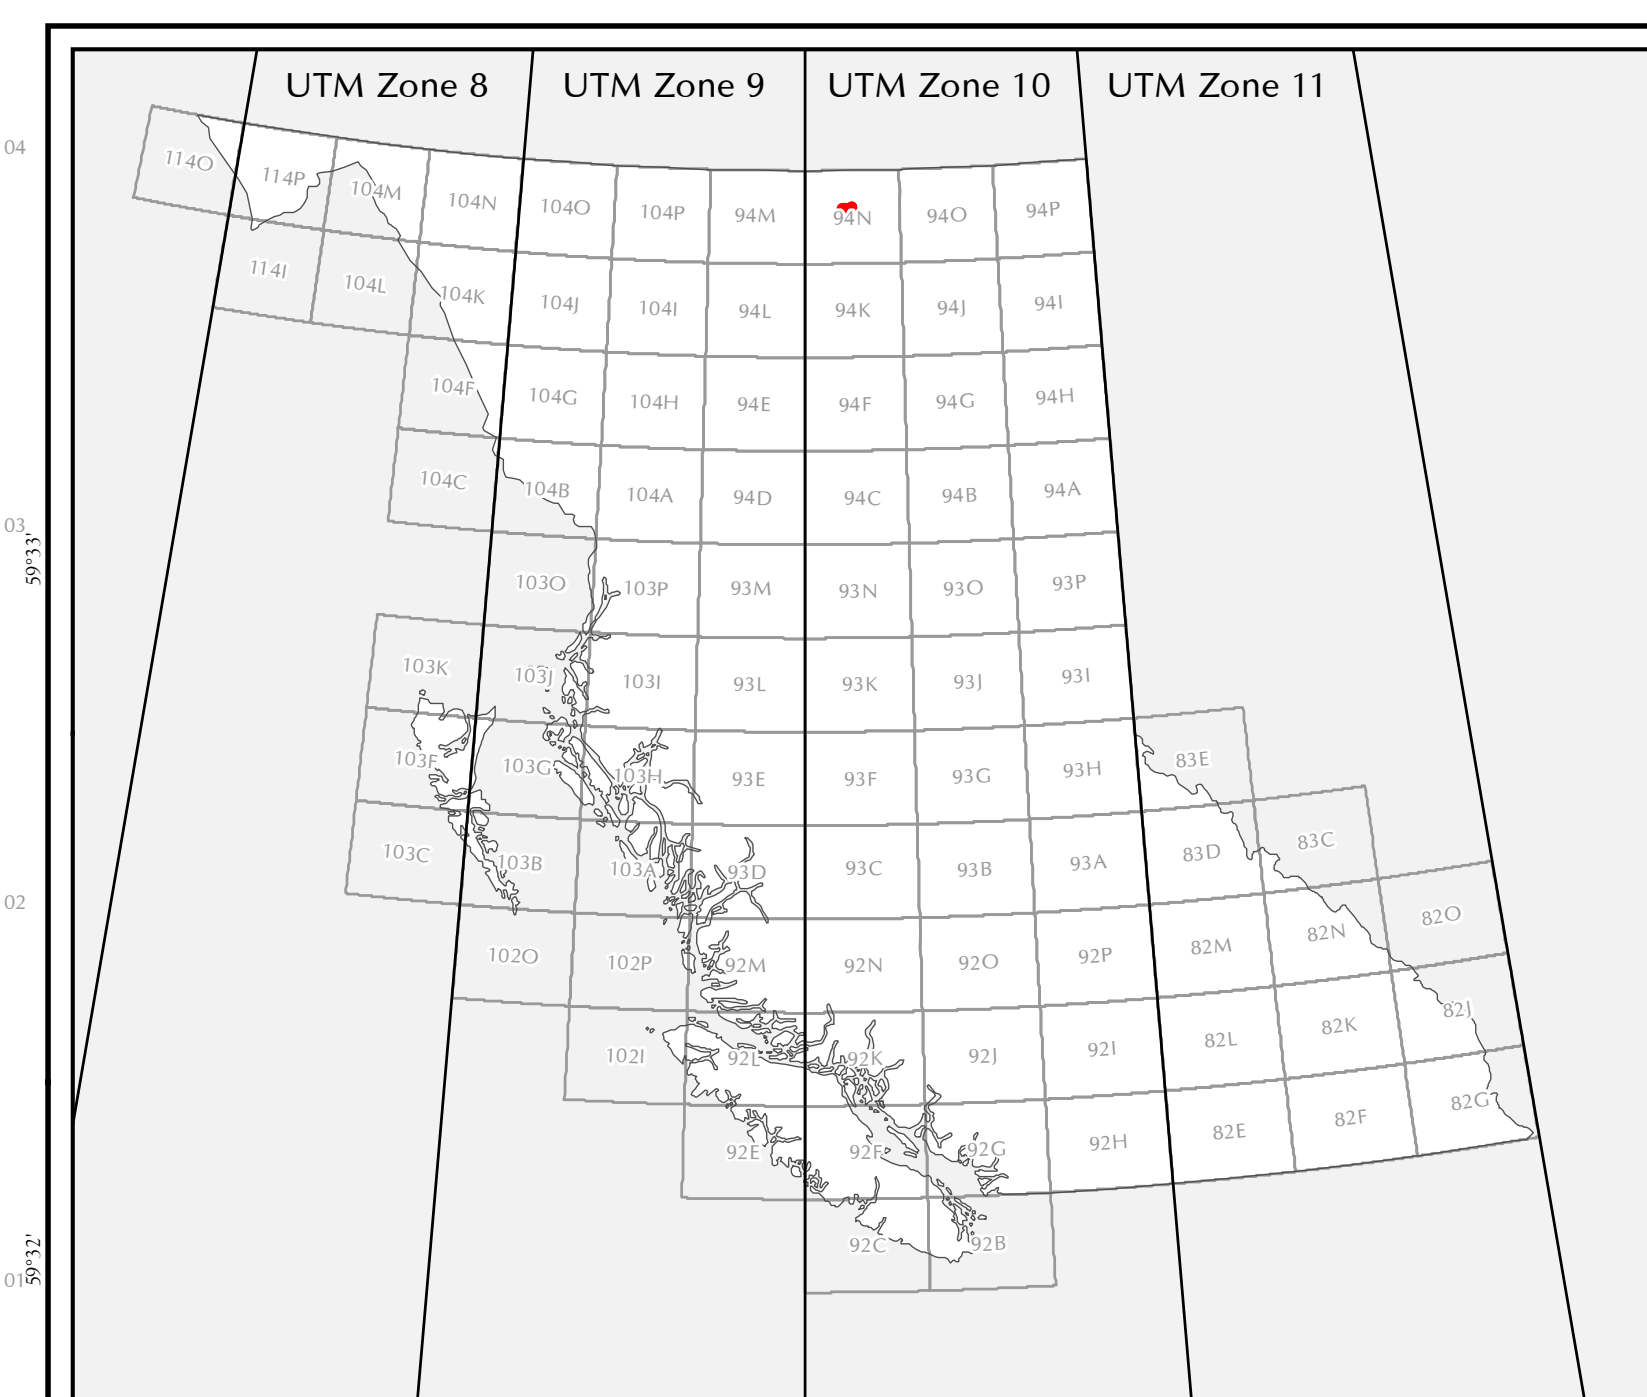 UTM Zone 8 UTM Zone 9 UTM Zone 10 UTM Zone 11
04
114O 114P 104M 104N 104O 104P 94M 94N 94O 94P
114I 104L 104K 104J 104I 94L 94K 94J 94I
104F 104G 104H 94E 94F 94G 94H
104C 104B 104A 94D 94C 94B 94A
03
59°33'
103O 103P 93M 93N 93O 93P
103K 103J 103I 93L 93K 93J 93I
103F 103G 103H 93E 93F 93G 93H 83E
103C 103B 103A 93D 93C 93B 93A 83D 83C
02
102O 102P 92M 92N 92O 92P 82M 82N 82O
102I 92L 92K 92J 92I 82L 82K 82J
92E 92F 92G 92H 82E 82F 82G
92C 92B
01
59°32'